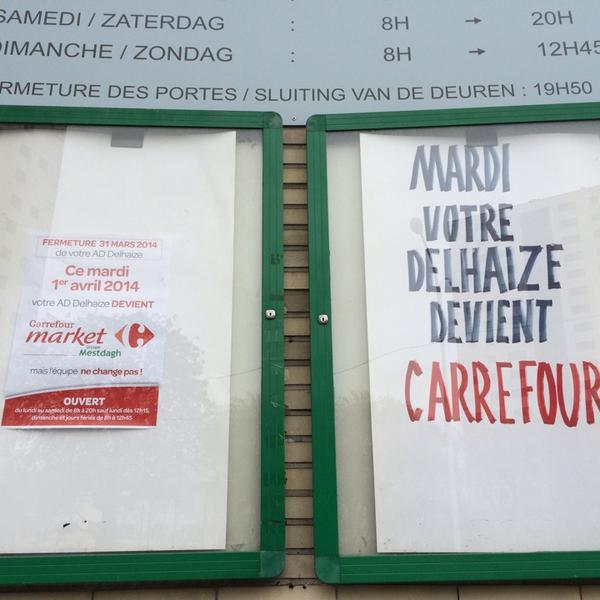 SAMEDI / ZATERDAG : 8H → 20H
DIMANCHE / ZONDAG : 8H → 12H45
FERMETURE DES PORTES / SLUITING VAN DE DEUREN : 19H50
FERMETURE 31 MARS 2014
de votre AD Delhaize
Ce mardi
1er avril 2014
votre AD Delhaize DEVIENT
Carrefour
market
Groupe
Mestdagh
mais l'équipe ne change pas !
OUVERT
du lundi au samedi de 8h à 20h sauf lundi dès 12h15,
dimanche et jours fériés de 8h à 12h45
MARDI
VOTRE
DELHAIZE
DEVIENT
CARREFOUR